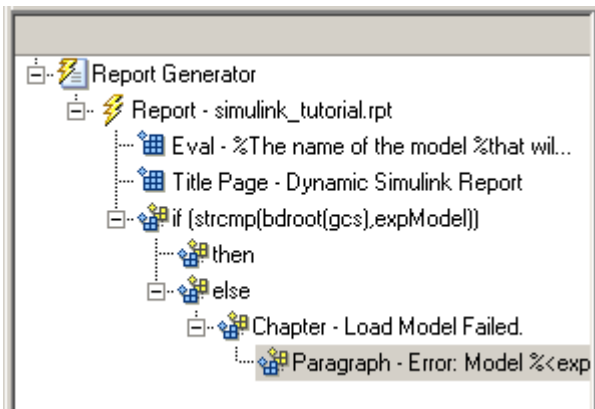 Report Generator
Report - simulink_tutorial.rpt
Eval - %The name of the model %that wil...
Title Page - Dynamic Simulink Report
if (strcmp(bdroot(gcs),expModel))
then
else
Chapter - Load Model Failed.
Paragraph - Error: Model %<exp